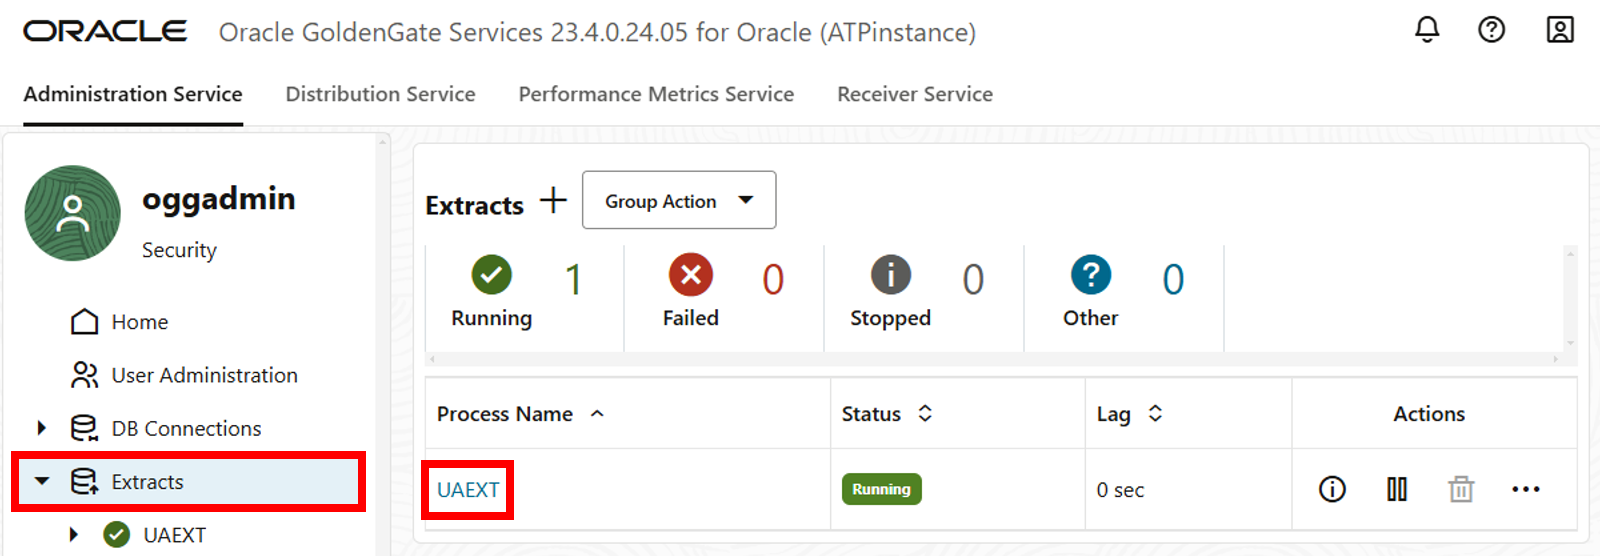 ORACLE Oracle GoldenGate Services 23.4.0.24.05 for Oracle (ATPinstance)
Administration Service Distribution Service Performance Metrics Service Receiver Service
oggadmin
Security
Home
User Administration
DB Connections
Extracts
UAEXT
Extracts Group Action
1 0 0 0
Running Failed Stopped Other
Process Name Status Lag Actions
UAEXT Running 0 sec